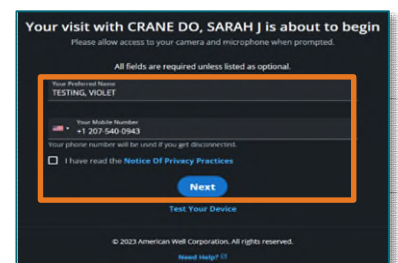 Your visit with CRANE DO, SARAH J is about to begin
Please allow access to your camera and microphone when prompted.
All fields are required unless listed as optional.
Your Preferred Name
TESTING, VIOLET
Your Mobile Number
+1 207-540-0943
Your phone number will be used if you get disconnected.
I have read the Notice Of Privacy Practices
Next
Test Your Device
© 2023 American Well Corporation. All rights reserved.
Need Help?